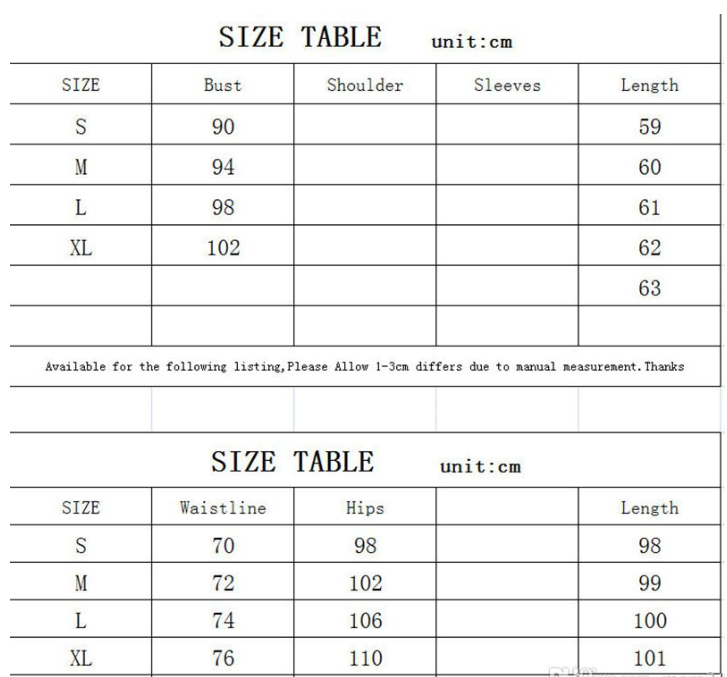 SIZE TABLE unit:cm
SIZE Bust Shoulder Sleeves Length
S 90 59
M 94 60
L 98 61
XL 102 62
63
Available for the following listing,Please Allow 1-3cm differs due to manual measurement.Thanks
SIZE TABLE unit:cm
SIZE Waistline Hips Length
S 70 98 98
M 72 102 99
L 74 106 100
XL 76 110 101